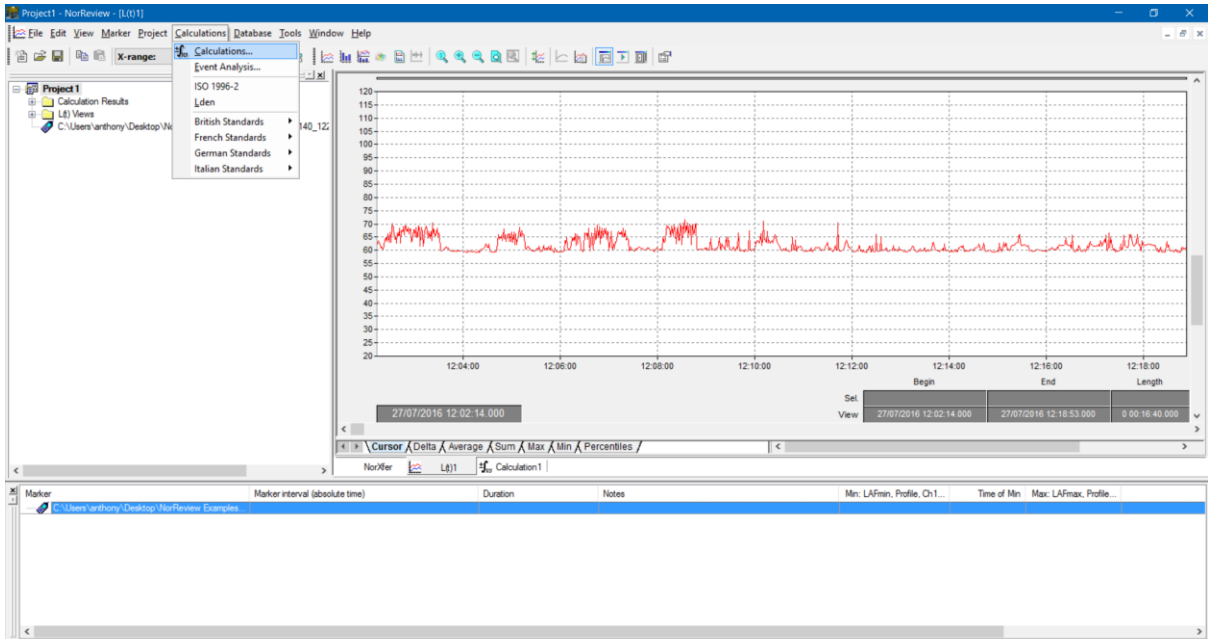 Project1 - NorReview - [L(t)1]
File Edit View Marker Project Calculations Database Tools Window Help
X-range:
Calculations...
Event Analysis...
ISO 1996-2
Lden
British Standards
French Standards
German Standards
Italian Standards
Project1
Calculation Results
L(t) Views
C:\Users\anthony\Desktop\No 140_122
120
115
110
105
100
95
90
85
80
75
70
65
60
55
50
45
40
35
30
25
20
12:04:00 12:06:00 12:08:00 12:10:00 12:12:00 12:14:00 12:16:00 12:18:00
Begin End Length
Sel.
27/07/2016 12:02:14.000 View 27/07/2016 12:02:14.000 27/07/2016 12:18:53.000 0 00:16:40.000
Cursor Delta Average Sum Max Min Percentiles
NorXfer L(t)1 Calculation1
Marker Marker interval (absolute time) Duration Notes Min: LAFmin, Profile, Ch1... Time of Min Max: LAFmax, Profile...
C:\Users\anthony\Desktop\NorReview Examples...